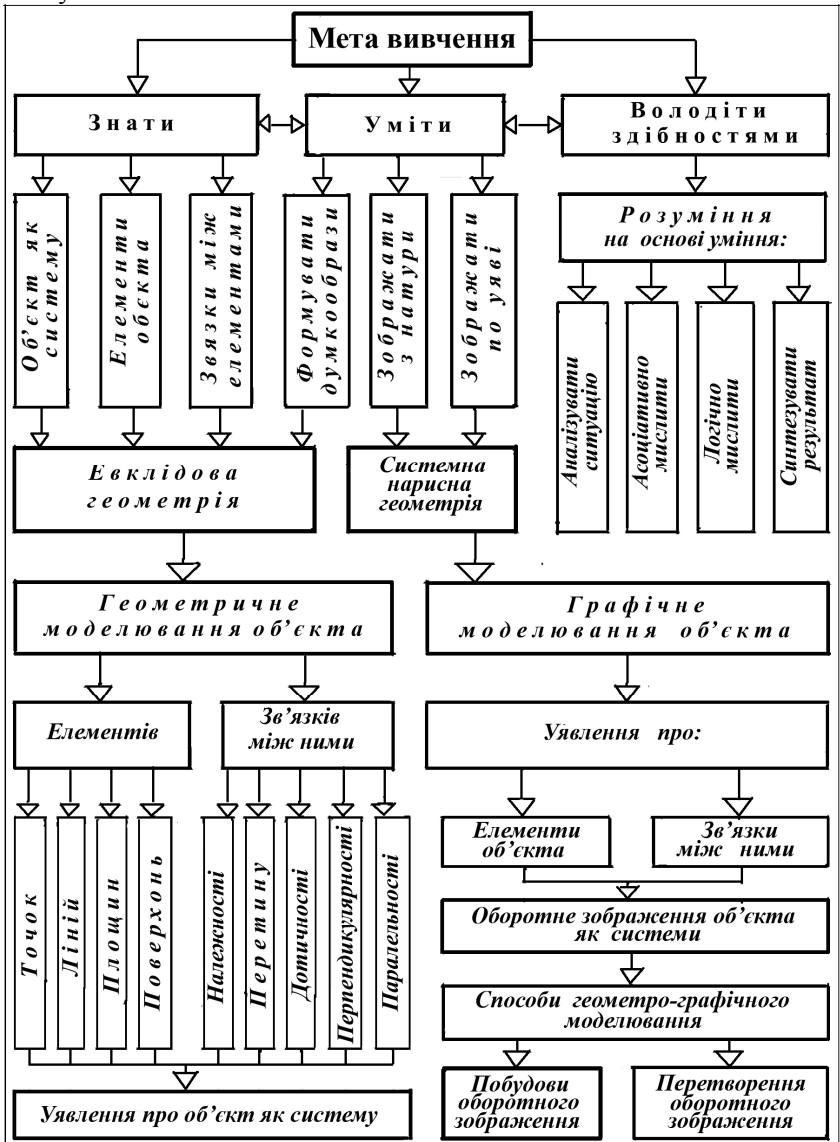 Мета вивчення
Знати
Уміти
Володіти
здібностями
Об’єкт як
систему
Елементи
обєкта
Звязки між
елементами
Формувати
думкообрази
Зображати
з натури
Зображати
по уяві
Розуміння
на основі уміння:
Аналізувати
ситуацію
Асоціативно
мислити
Логічно
мислити
Синтезувати
результат
Евклідова
геометрія
Системна
нарисна
геометрія
Геометричне
моделювання об’єкта
Графічне
моделювання об’єкта
Елементів
Зв’язків
між ними
Уявлення про:
Точок
Ліній
Площин
Поверхонь
Належності
Перетину
Дотичності
Перпендикулярності
Паралельності
Елементи
об’єкта
Зв’язки
між ними
Оборотне зображення об’єкта
як системи
Способи геометро-графічного
моделювання
Уявлення про об’єкт як систему
Побудови
оборотного
зображення
Перетворення
оборотного
зображення